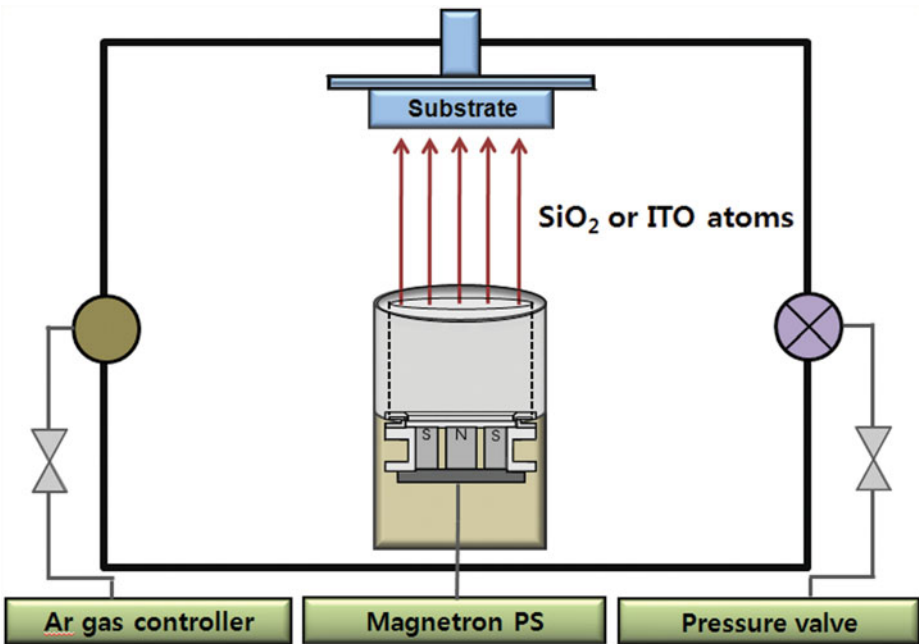 Substrate
SiO₂ or ITO atoms
S N S
Ar gas controller
Magnetron PS
Pressure valve